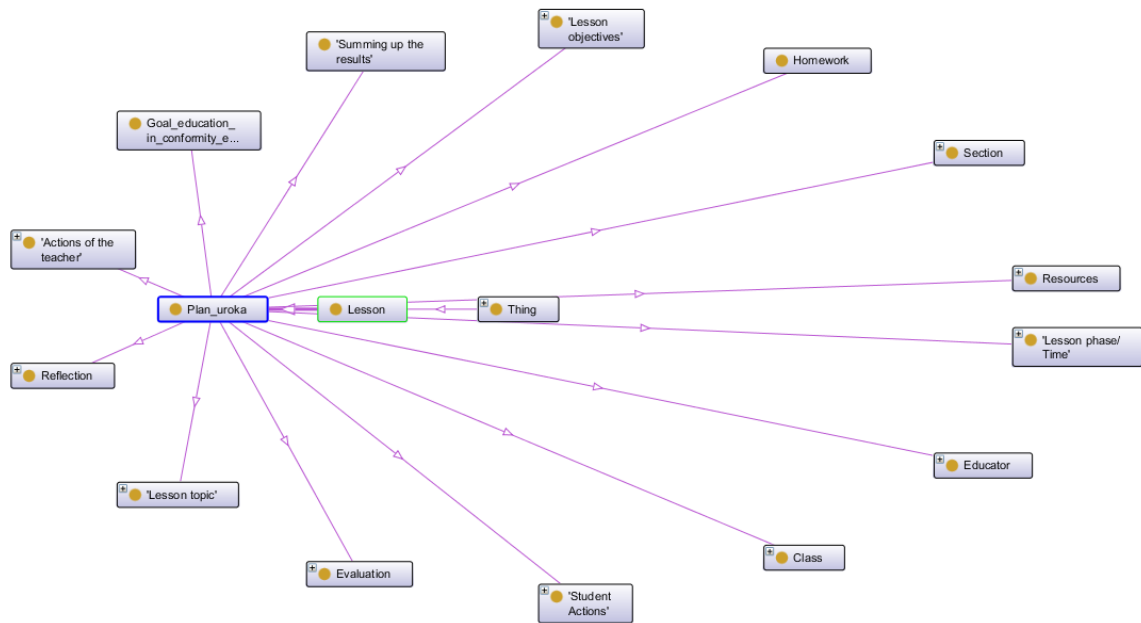 'Lesson
objectives'
'Summing up the
results'
Homework
Goal_education_
in_conformity_e...
Section
'Actions of the
teacher'
Resources
Plan_uroka
Lesson
Thing
'Lesson phase/
Time'
Reflection
Educator
'Lesson topic'
Class
Evaluation
'Student
Actions'